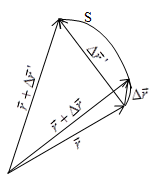 S
Δr⃗ '
r⃗ + Δr⃗ '
r⃗ + Δr⃗
Δr⃗
r⃗